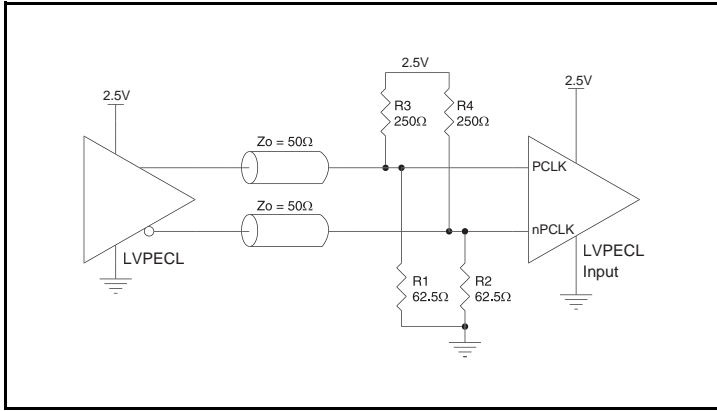 2.5V
2.5V
2.5V
R3
250Ω
R4
250Ω
Zo = 50Ω
PCLK
Zo = 50Ω
nPCLK
LVPECL
LVPECL
Input
R1
62.5Ω
R2
62.5Ω